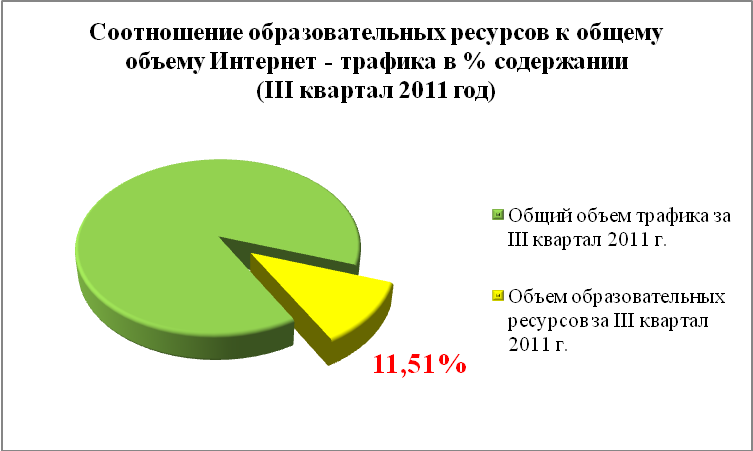 Соотношение образовательных ресурсов к общему
объему Интернет - трафика в % содержании
(III квартал 2011 год)
Общий объем трафика за
III квартал 2011 г.
Объем образовательных
ресурсов за III квартал
2011 г.
11,51%